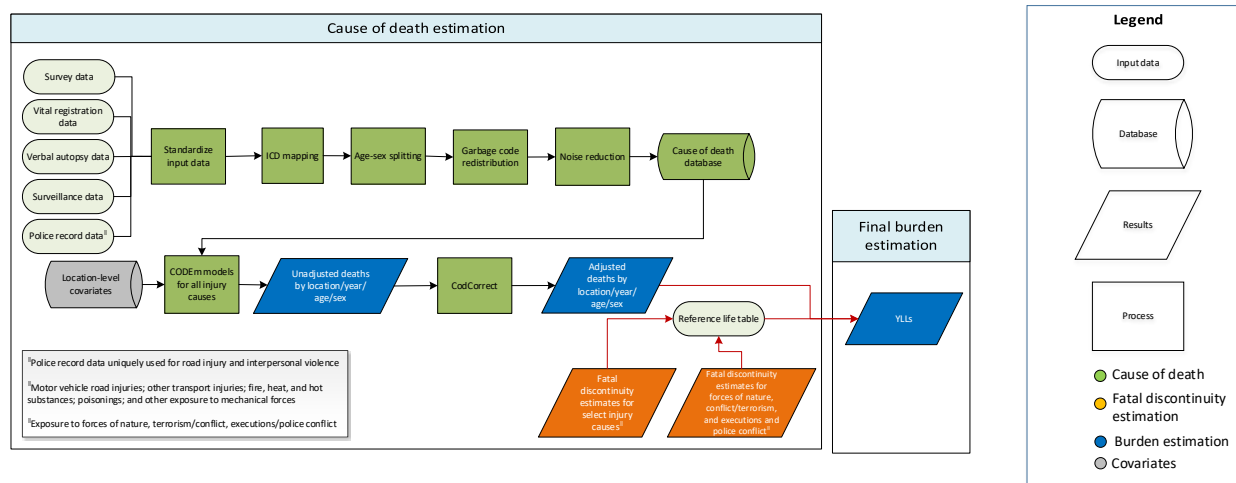 Cause of death estimation
Survey data
Vital registration
data
Verbal autopsy data
Surveillance data
Police record data||
Standardize
input data
ICD mapping
Age-sex splitting
Garbage code
redistribution
Noise reduction
Cause of death
database
Location-level
covariates
CODEm models
for all injury
causes
Unadjusted deaths
by location/year/
age/sex
CodCorrect
Adjusted
deaths by
location/year/
age/sex
Reference life table
Fatal
discontinuity
estimates for
select injury
causes||
Fatal discontinuity
estimates for
forces of nature,
conflict/terrorism,
and executions and
police conflict||
||Police record data uniquely used for road injury and interpersonal violence
||Motor vehicle road injuries; other transport injuries; fire, heat, and hot
substances; poisonings; and other exposure to mechanical forces
||Exposure to forces of nature, terrorism/conflict, executions/police conflict
Final burden
estimation
YLLs
Legend
Input data
Database
Results
Process
Cause of death
Fatal discontinuity
estimation
Burden estimation
Covariates